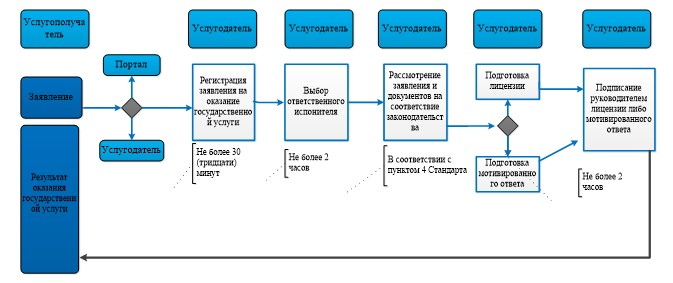 Услугополуча
тель
Услугодатель
Услугодатель
Услугодатель
Услугодатель
Услугодатель
Портал
Заявление
Услугодатель
Регистрация
заявления на
оказание
государственно
й услуги
Выбор
ответственного
испонителя
Рассмотрение
заявления и
документов на
соответствие
законодательст
ва
Подготовка
лицензии
Подготовка
мотивированно
го ответа
Подписание
руководителем
лицензии либо
мотивированного
ответа
Не более 30
(тридцати)
минут
Не более 2
часов
В соответствии с
пунктом 4 Стандарта
Не более 2
часов
Результат
оказания
государственн
ой услуги